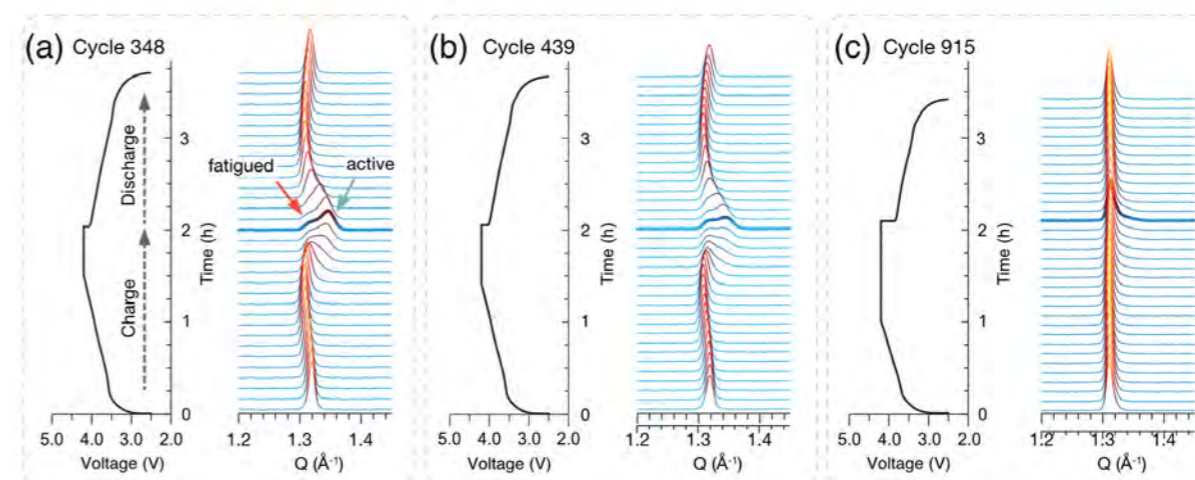 (a) Cycle 348
Discharge
Charge
Time (h)
3
2
1
0
5.0 4.0 3.0 2.0
Voltage (V)
fatigued
active
1.2 1.3 1.4
Q (Å⁻¹)
(b) Cycle 439
Time (h)
3
2
1
0
5.0 4.0 3.0 2.0
Voltage (V)
1.2 1.3 1.4
Q (Å⁻¹)
(c) Cycle 915
Time (h)
3
2
1
0
5.0 4.0 3.0 2.0
Voltage (V)
1.2 1.3 1.4
Q (Å⁻¹)